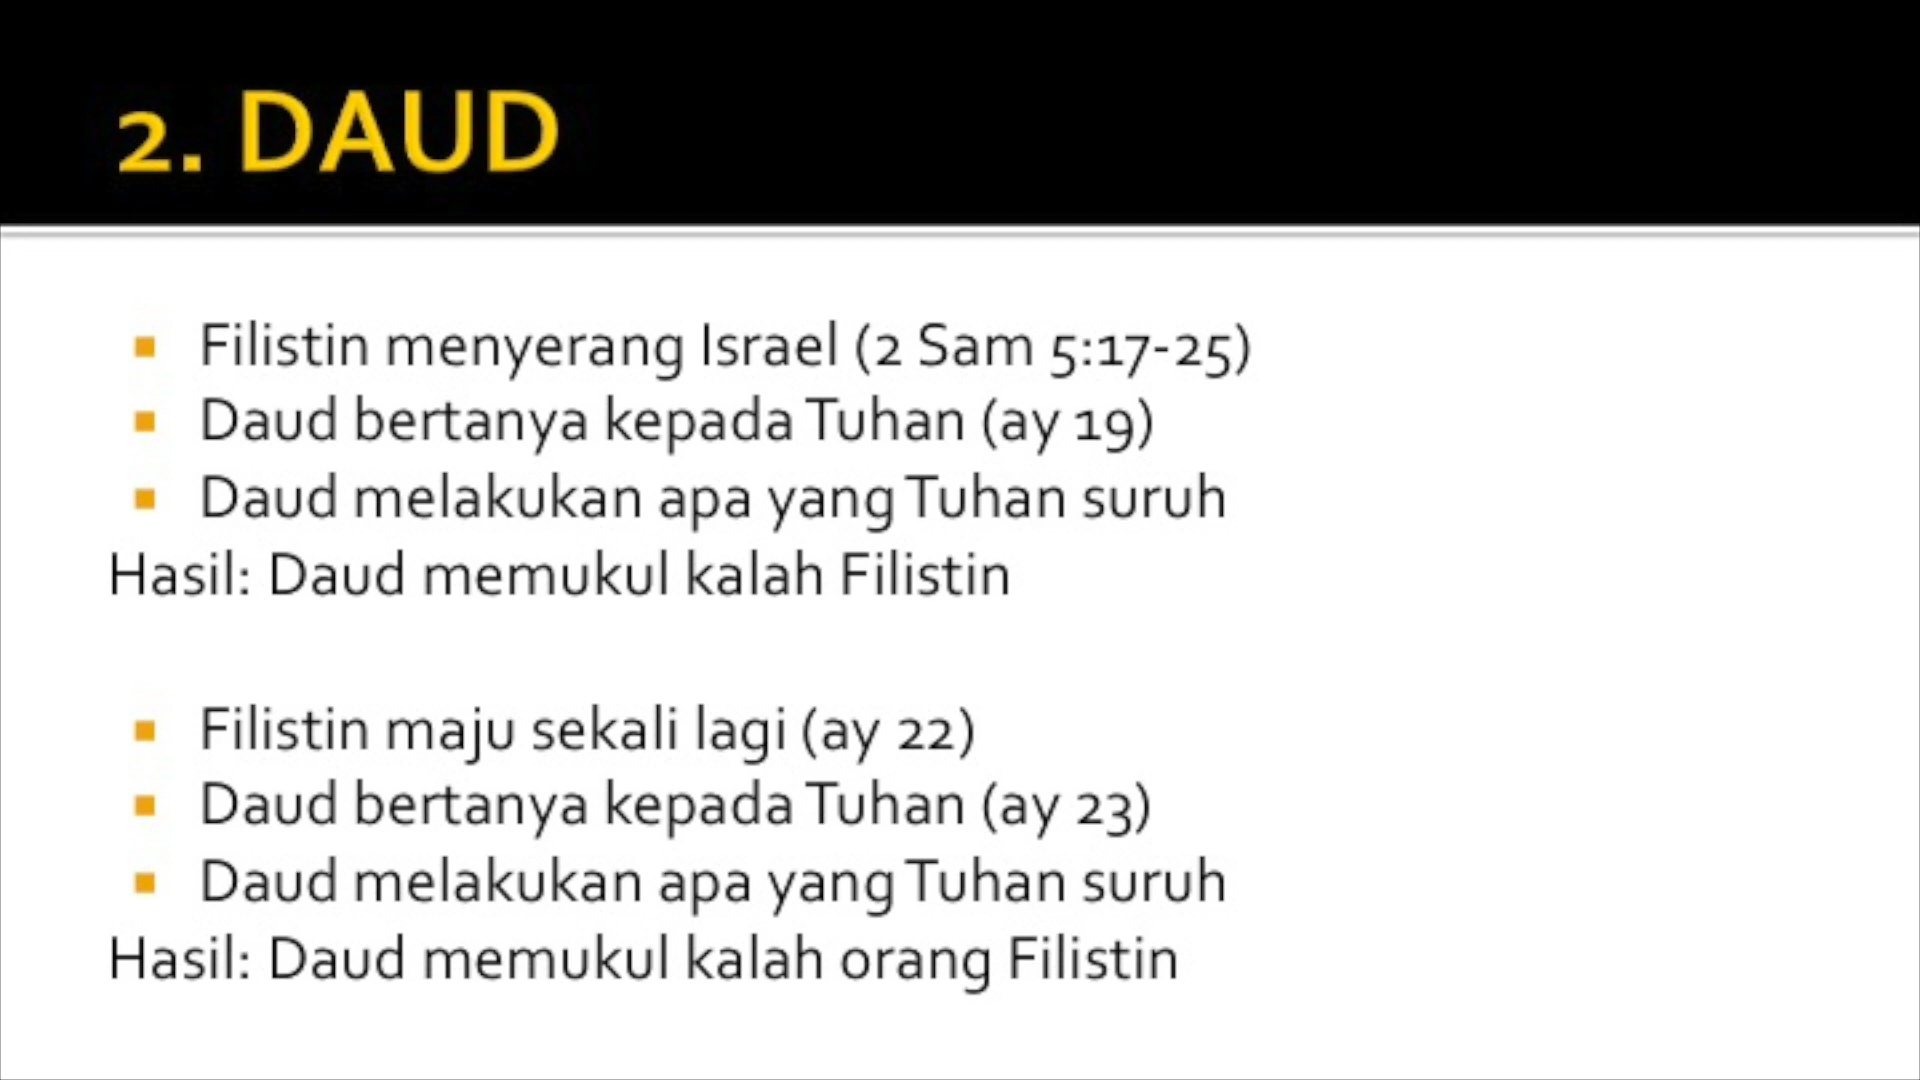 2. DAUD
Filistin menyerang Israel (2 Sam 5:17-25)
Daud bertanya kepada Tuhan (ay 19)
Daud melakukan apa yang Tuhan suruh
Hasil: Daud memukul kalah Filistin
Filistin maju sekali lagi (ay 22)
Daud bertanya kepada Tuhan (ay 23)
Daud melakukan apa yang Tuhan suruh
Hasil: Daud memukul kalah orang Filistin